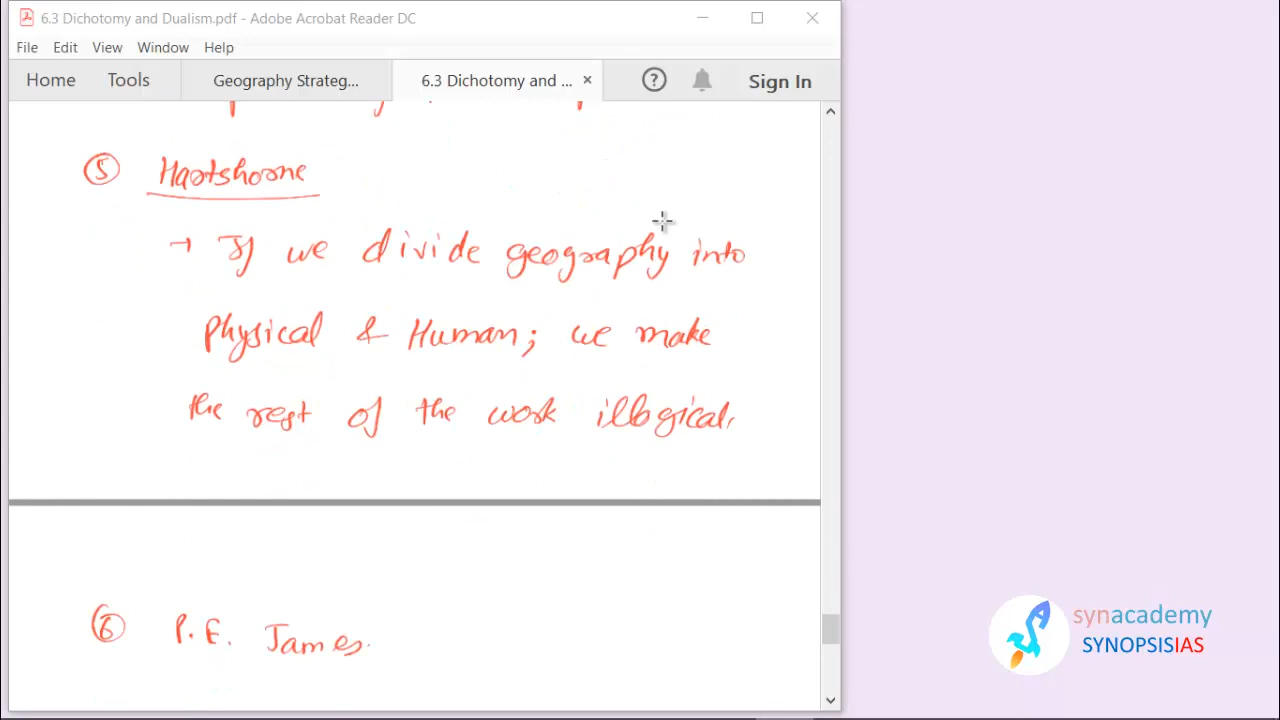 6.3 Dichotomy and Dualism.pdf - Adobe Acrobat Reader DC
File Edit View Window Help
Home Tools Geography Strateg... 6.3 Dichotomy and ... × ? Sign In
5 Hartshorne
→ If we divide geography into
Physical & Human; we make
the rest of the work illogical.
6 P.E. James.
synacademy
SYNOPSISIAS